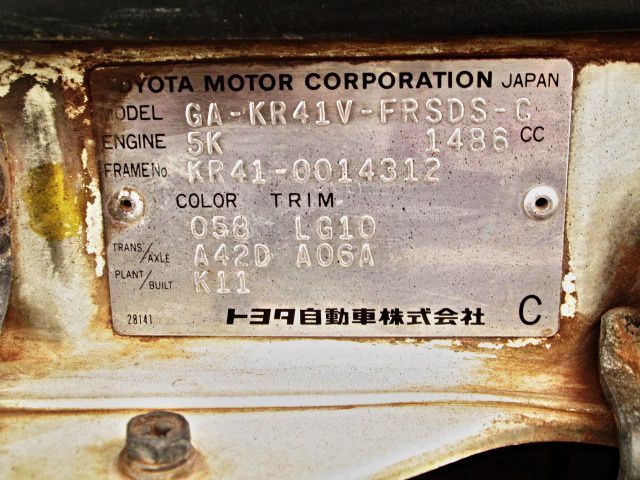 TOYOTA MOTOR CORPORATION JAPAN
MODEL GA-KR41V-FRSDS-C
ENGINE 5K 1486 CC
FRAME No. KR41-0014312
COLOR TRIM
058 LG10
TRANS/AXLE A42D A06A
PLANT/BUILT K11
28141 トヨタ自動車株式会社 C